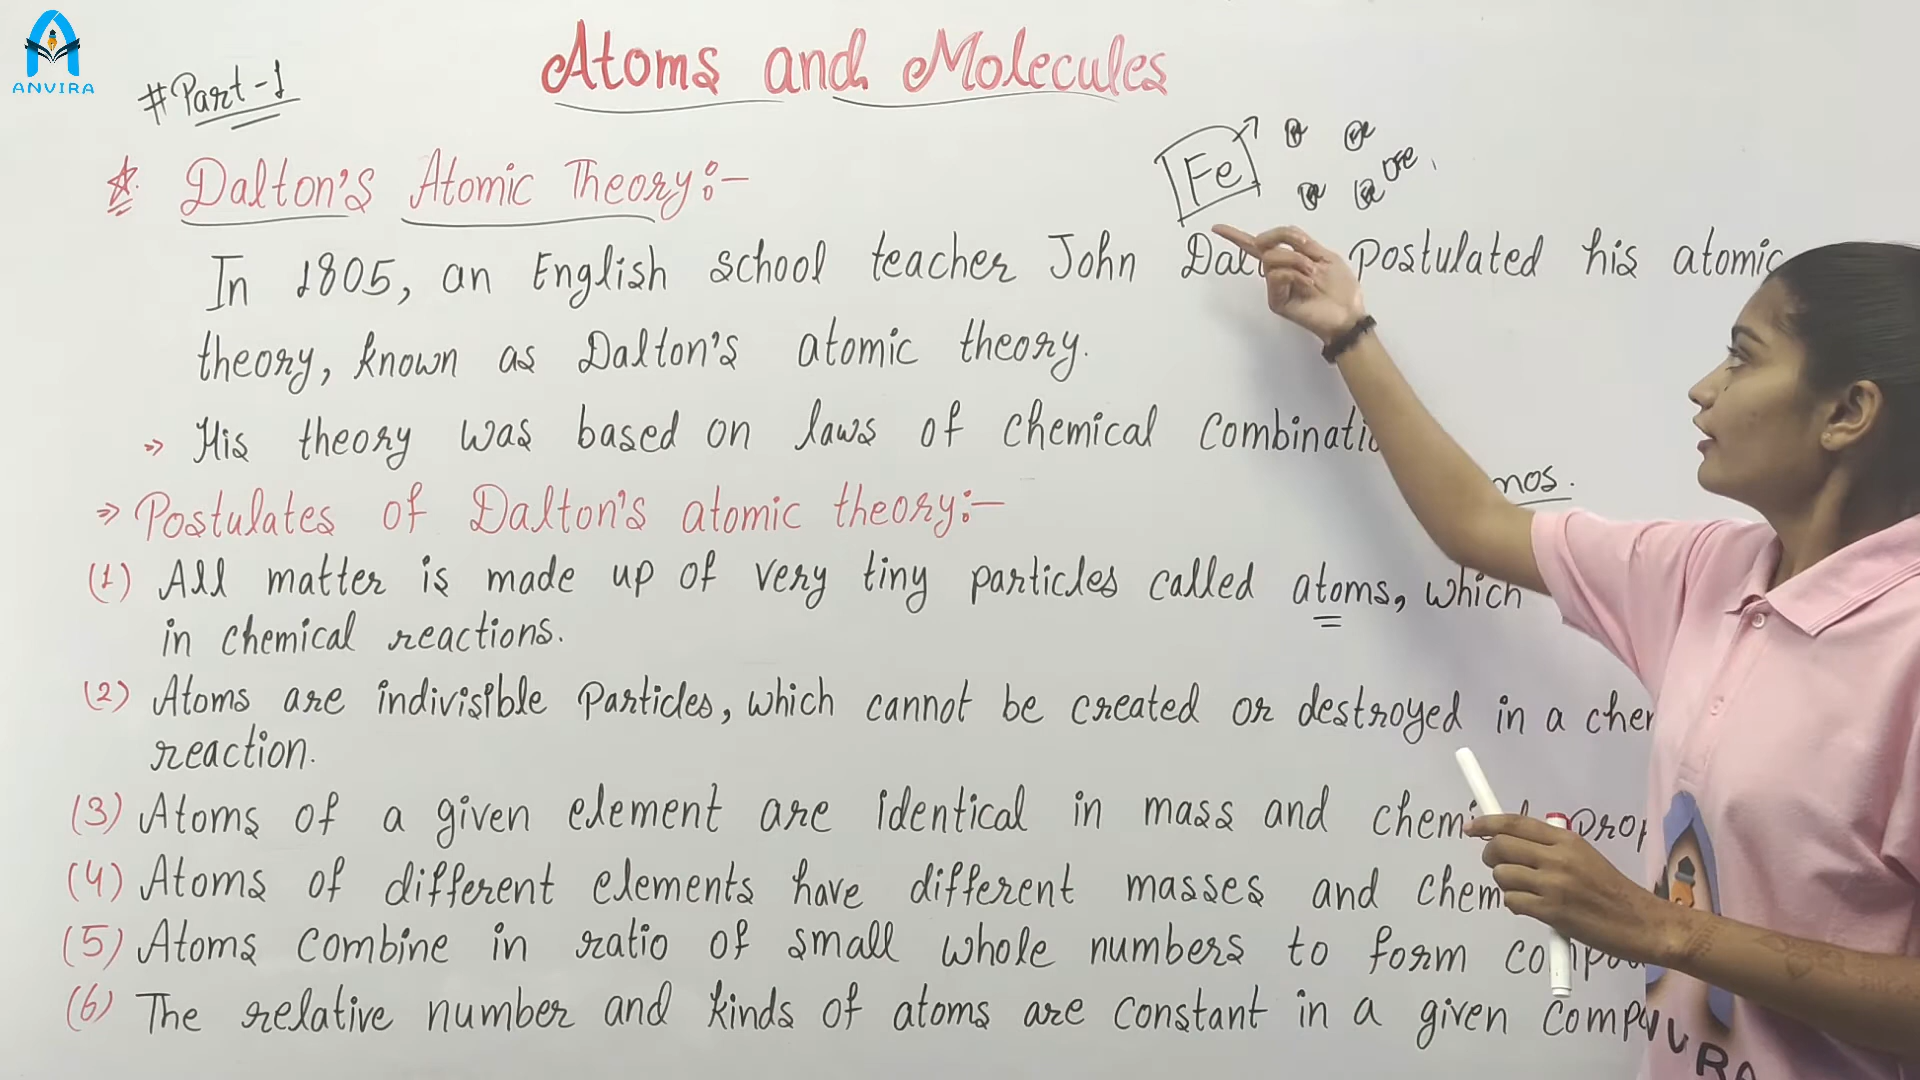 ANVIRA
#Part-1
Atoms and Molecules
Fe
Dalton's Atomic Theory:-
In 1805, an English school teacher John Postulated his atomic
theory, known as Dalton's atomic theory.
His theory was based on laws of chemical
Postulates of Dalton's atomic theory:-
(1) All matter is made up of very tiny particles called atoms, which
in chemical reactions.
(2) Atoms are indivisible Particles, which cannot be created or destroyed in a
reaction.
(3) Atoms of a given element are identical in mass and
(4) Atoms of different elements have different masses and
(5) Atoms combine in ratio of small whole numbers to form
(6) The relative number and kinds of atoms are constant in a given